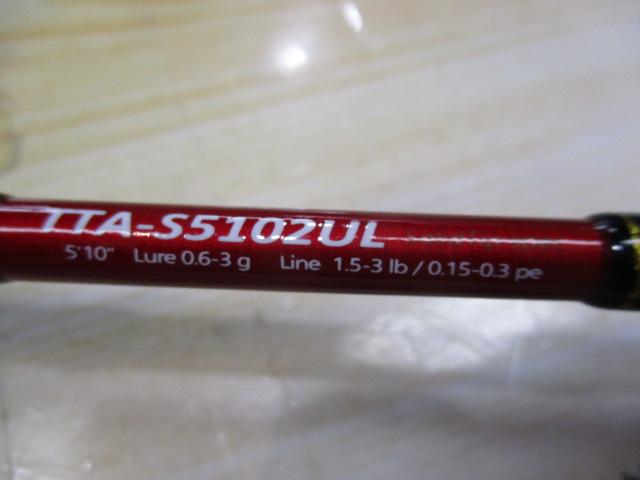 TTA-S5102UL
5'10" Lure 0.6-3 g Line 1.5-3 lb / 0.15-0.3 pe